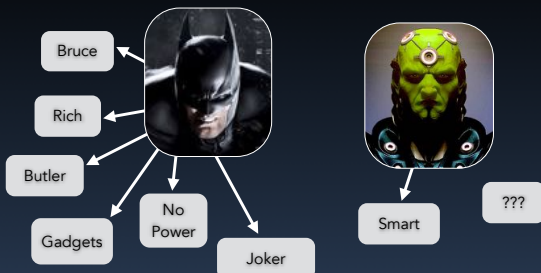 Bruce
Rich
Butler
Gadgets
No
Power
Joker
Smart
???